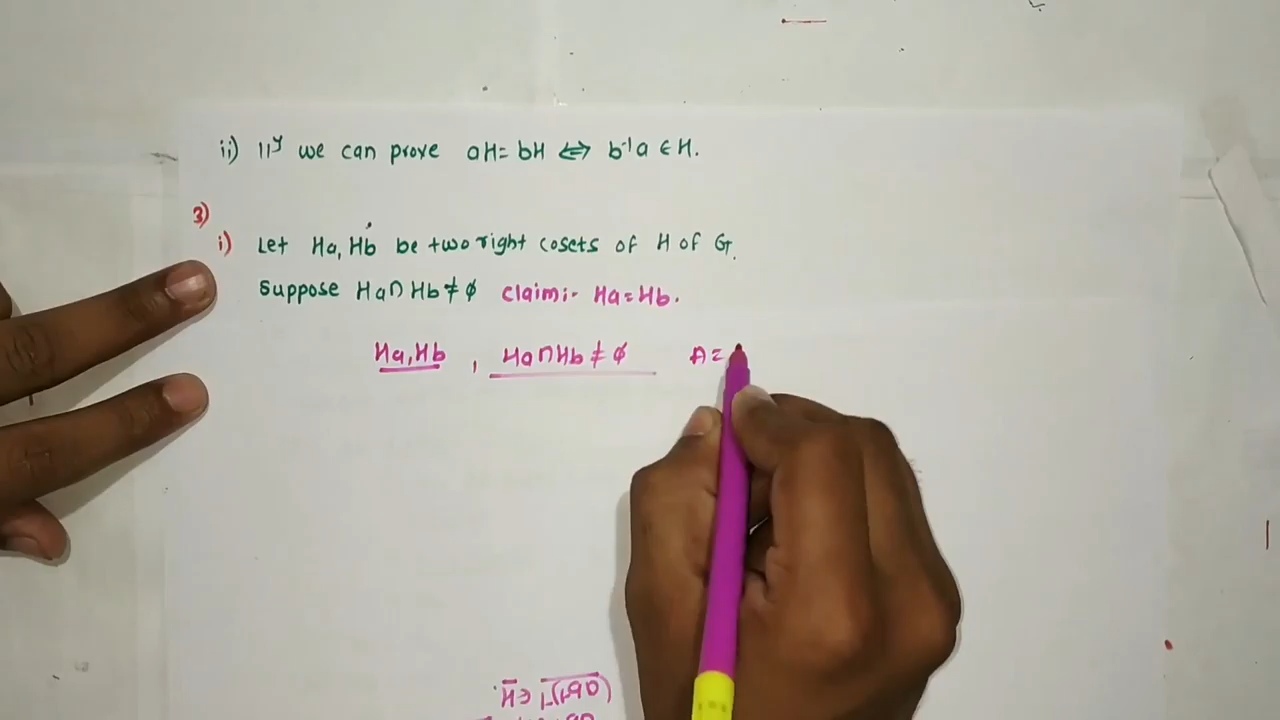 ii) 11ly we can prove aH = bH ⇔ b⁻¹a ∈ H.
3)
i) Let Ha, Hb be two right cosets of H of G.
Suppose Ha∩Hb ≠ φ claim:- Ha = Hb.
Ha, Hb , Ha∩Hb ≠ φ A =